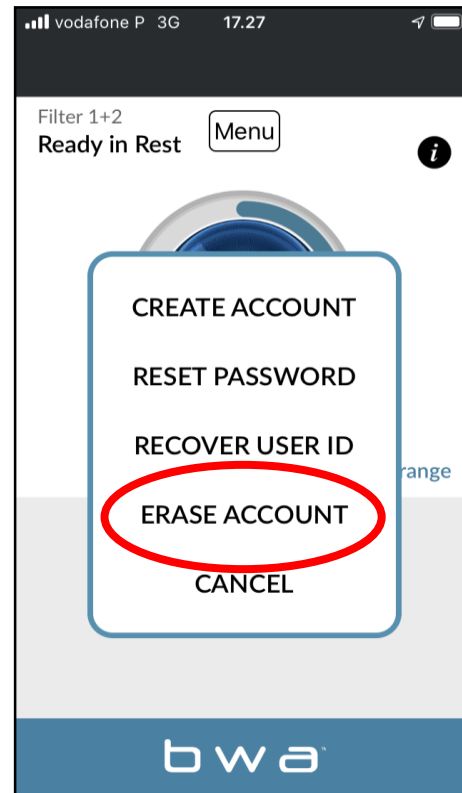 vodafone P 3G 17.27
Filter 1+2
Ready in Rest
Menu
i
CREATE ACCOUNT
RESET PASSWORD
RECOVER USER ID
range
ERASE ACCOUNT
CANCEL
bwa